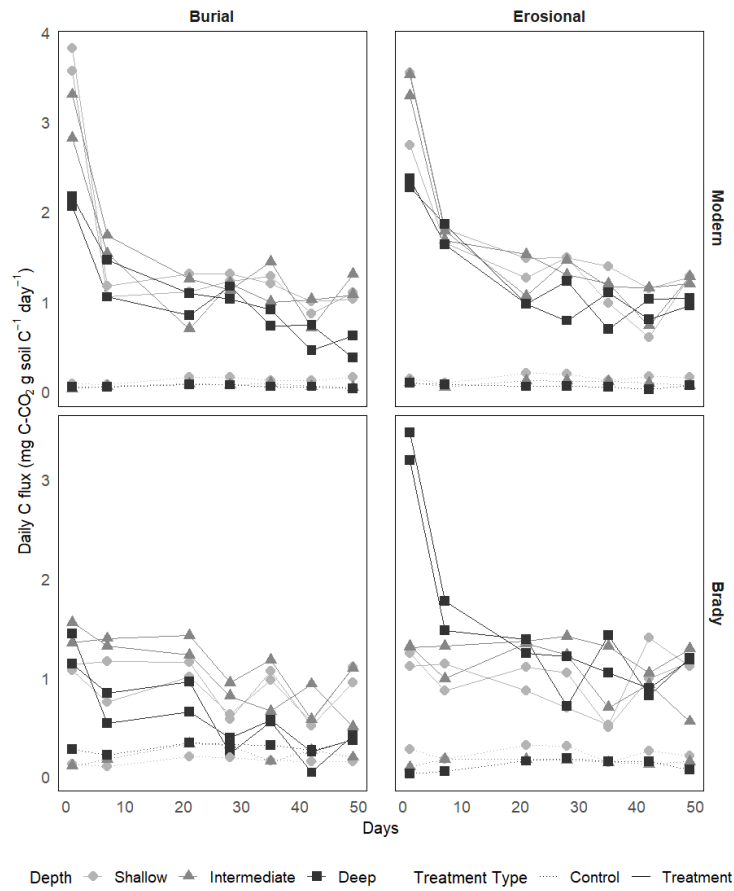 Burial Erosional
Daily C flux (mg C-CO₂ g soil C⁻¹ day⁻¹)
4
3
2
1
0
Modern
3
2
1
0
Brady
0 10 20 30 40 50 0 10 20 30 40 50
Days
Depth Shallow Intermediate Deep Treatment Type Control Treatment